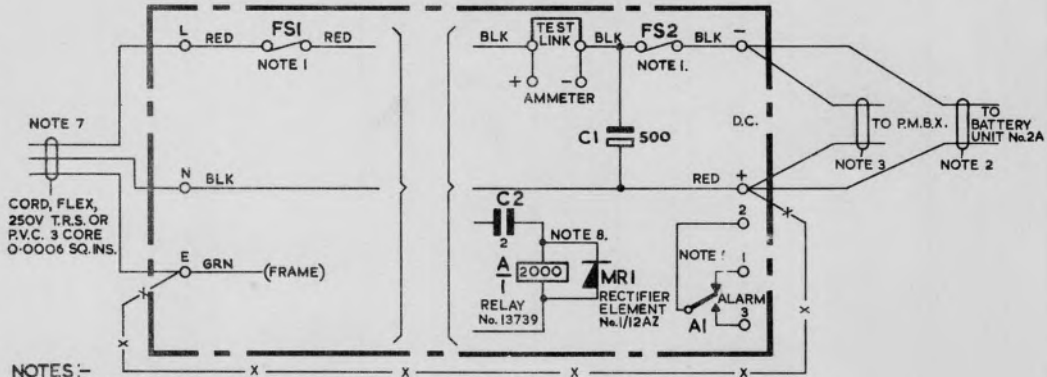 L RED FS1 RED
NOTE 1
BLK TEST LINK BLK FS2 BLK -
NOTE 1.
+ -
AMMETER
D.C.
C1 500
TO P.M.B.X.
TO BATTERY UNIT No.2A
NOTE 3
NOTE 2
NOTE 7
CORD, FLEX,
250V T.R.S. OR
P.V.C. 3 CORE
0·0006 SQ.INS.
N BLK
RED +
E GRN (FRAME)
C2
2
NOTE 8.
A
1
2000
RELAY
No. 13739
MR1
RECTIFIER
ELEMENT
No.1/12AZ
2
NOTE
1
ALARM
A1
3
X X X X X X X X
NOTES:-